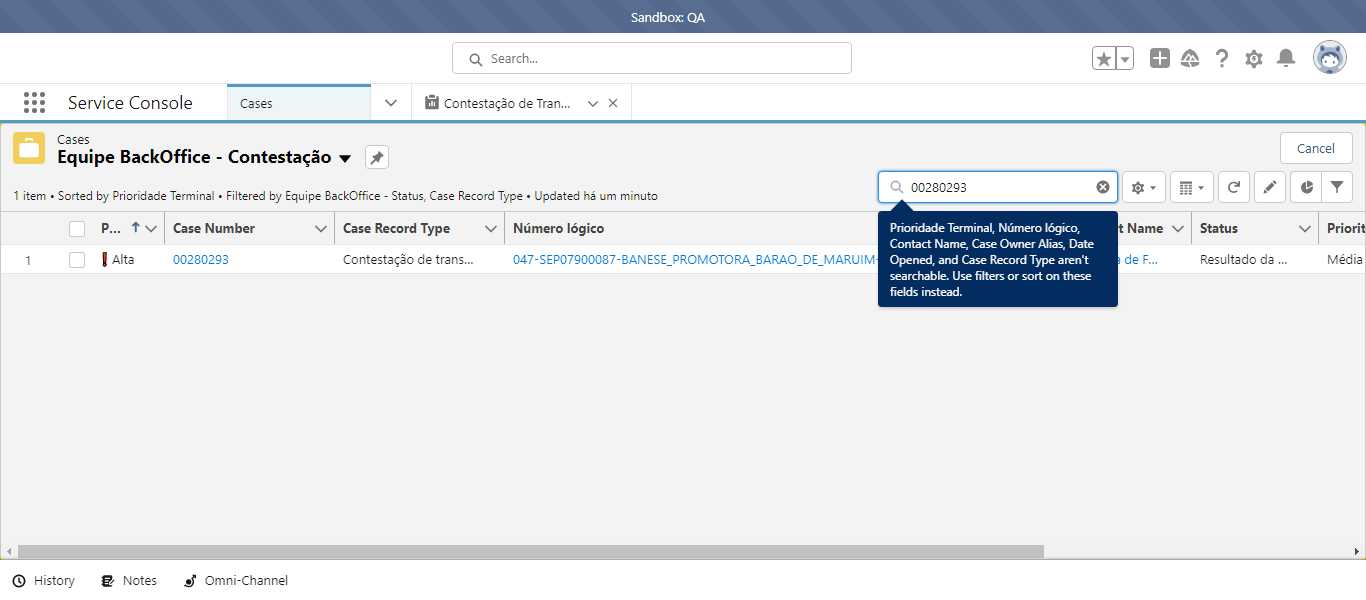 Sandbox: QA
Search...
Service Console
Cases
Contestação de Tran...
Cases
Equipe BackOffice - Contestação
Cancel
1 item • Sorted by Prioridade Terminal • Filtered by Equipe BackOffice - Status, Case Record Type • Updated há um minuto
00280293
P... Case Number Case Record Type Número lógico t Name Status Priorit
1 Alta 00280293 Contestação de trans... 047-SEP07900087-BANESE_PROMOTORA_BARAO_DE_MARUIM- de F... Resultado da ... Média
Prioridade Terminal, Número lógico,
Contact Name, Case Owner Alias, Date
Opened, and Case Record Type aren't
searchable. Use filters or sort on these
fields instead.
History Notes Omni-Channel